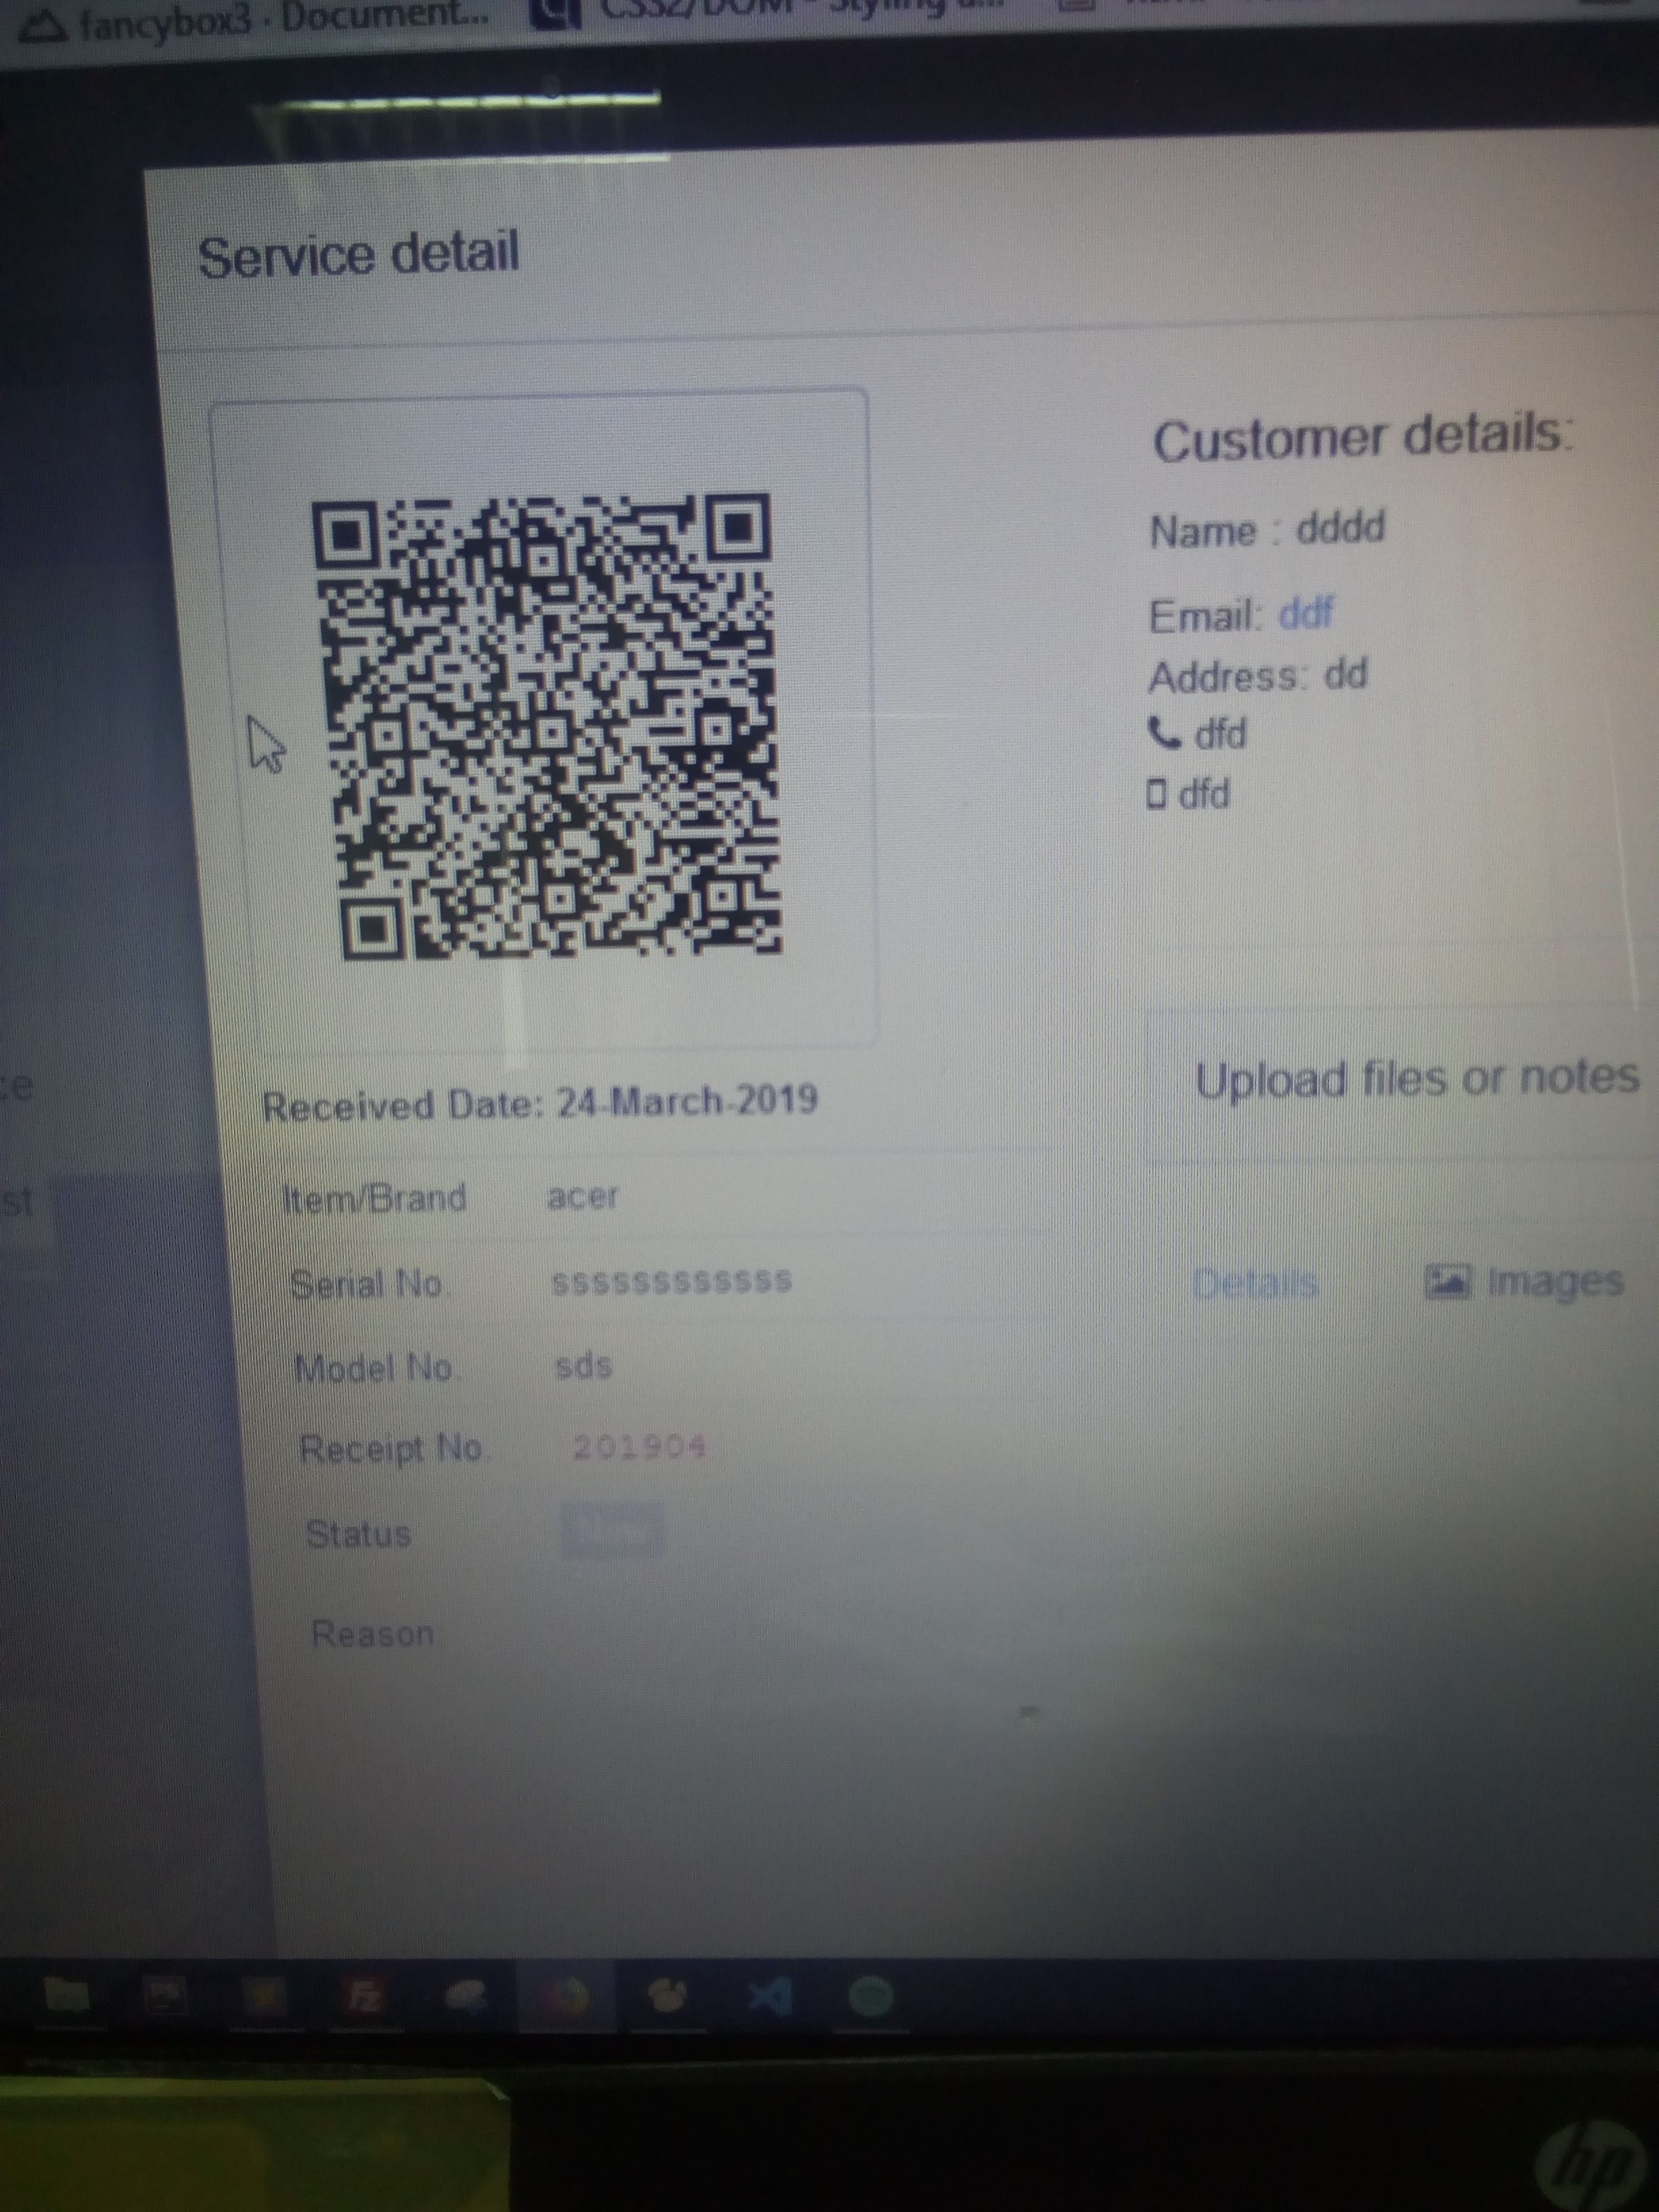 fancybox3 · Document...
CSS2/DOM - Styling a...
Service detail
Customer details:
Name : dddd
Email: ddf
Address: dd
dfd
dfd
Received Date: 24-March-2019
Item/Brand acer
Serial No. ssssssssssss
Model No. sds
Receipt No. 201904
Status New
Reason:
Upload files or notes
Details Images
ce
st
Fz
hp